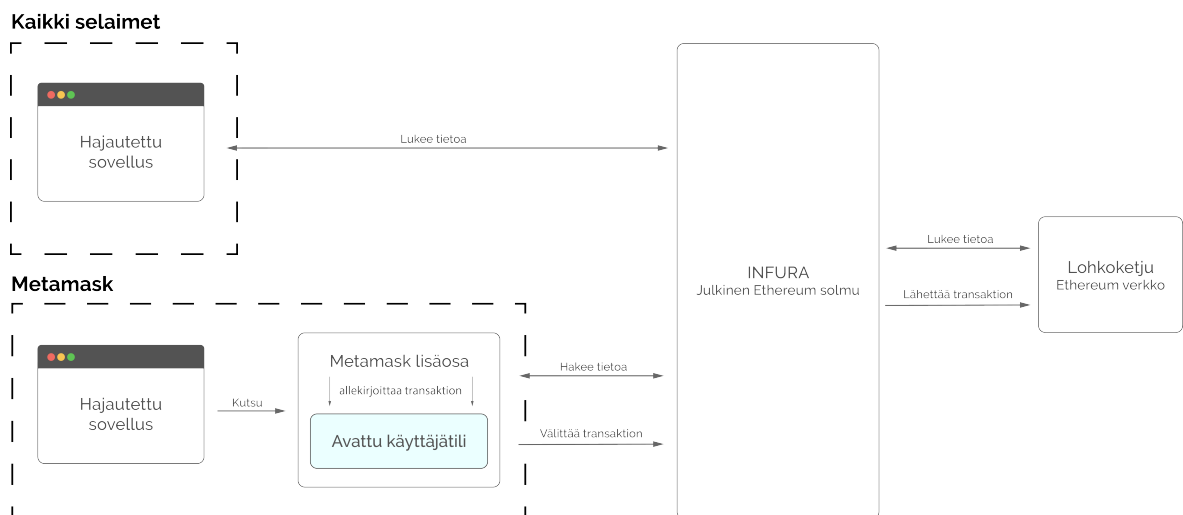 Kaikki selaimet
Hajautettu
sovellus
Lukee tietoa
INFURA
Julkinen Ethereum solmu
Lukee tietoa
Lähettää transaktion
Lohkoketju
Ethereum verkko
Metamask
Hajautettu
sovellus
Kutsu
Metamask lisäosa
allekirjoittaa transaktion
Avattu käyttäjätili
Hakee tietoa
Välittää transaktion